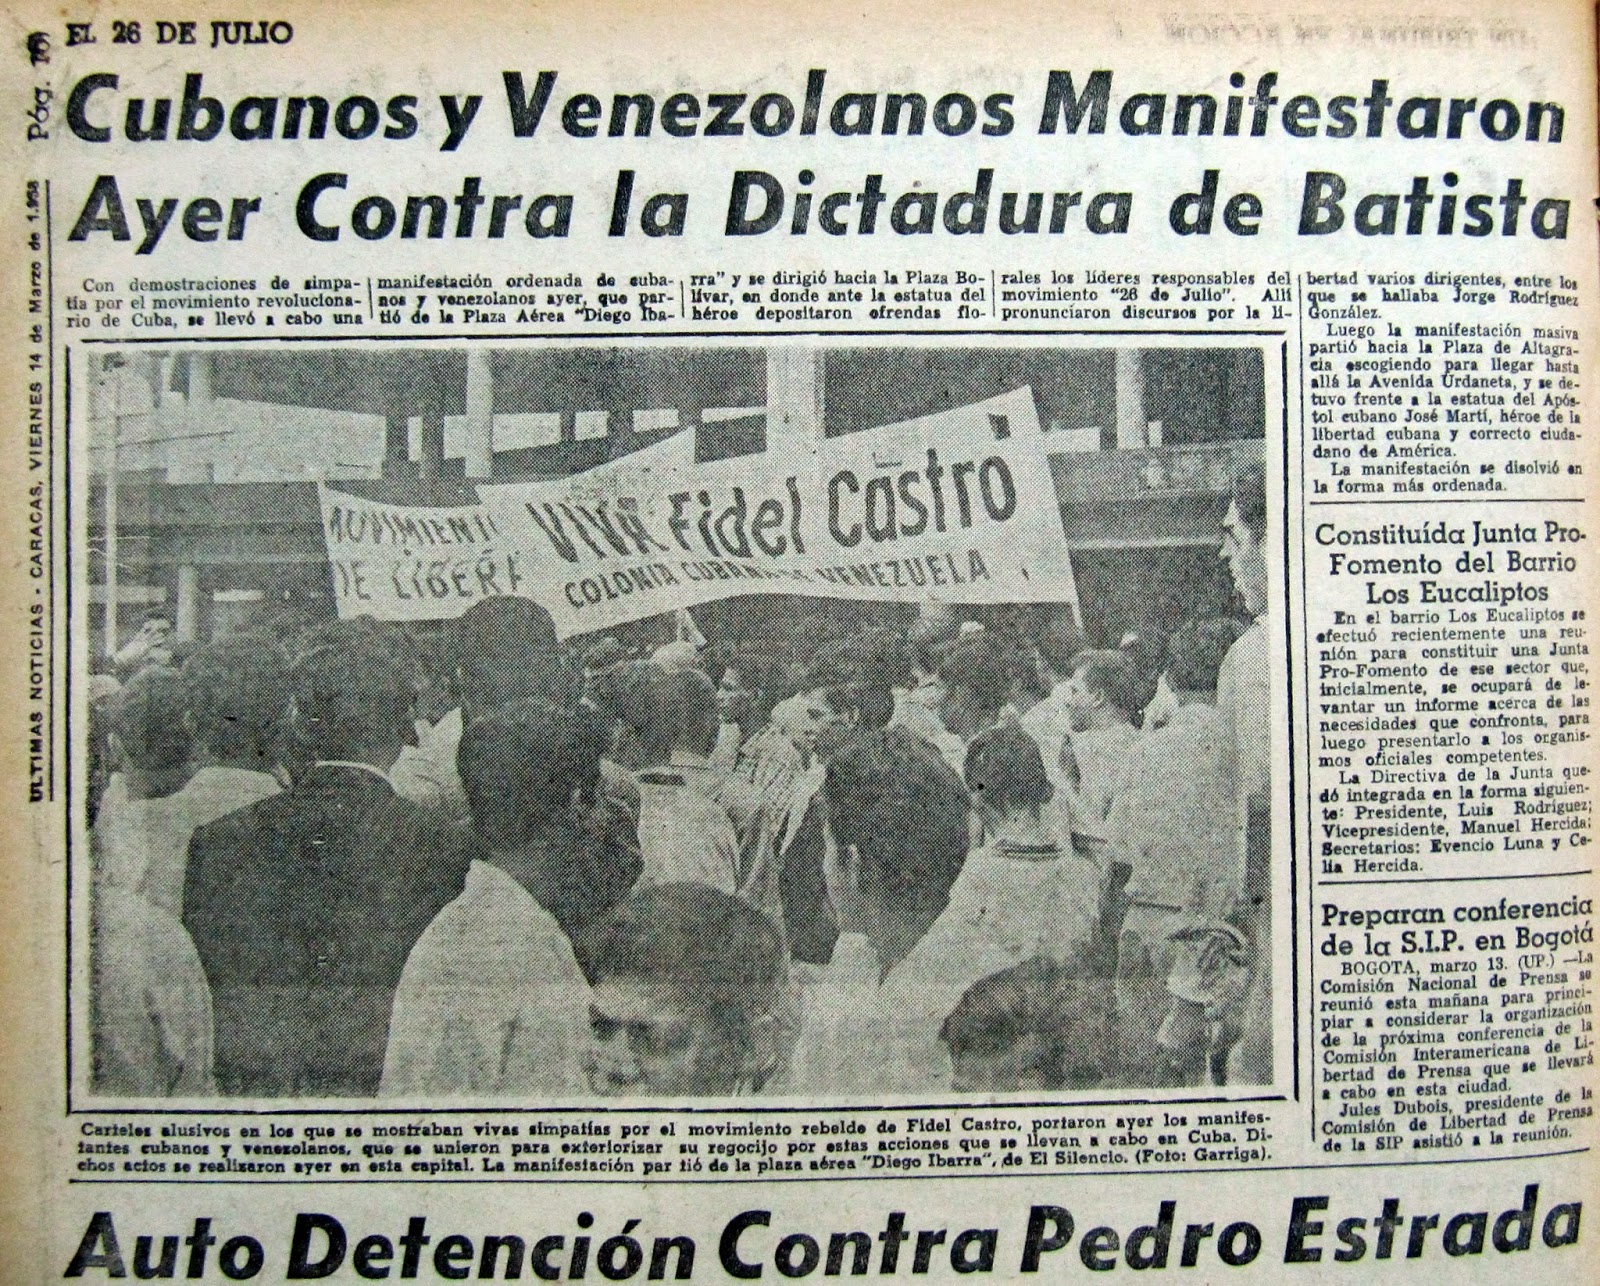 EL 26 DE JULIO
Cubanos y Venezolanos Manifestaron
Ayer Contra la Dictadura de Batista
Pág. 
ULTIMAS NOTICIAS - CARACAS, VIERNES 14 de Marzo de 1.958
Con demostraciones de simpa-
tía por el movimiento revoluciona-
rio de Cuba, se llevó a cabo una
manifestación ordenada de cuba-
nos y venezolanos ayer, que par-
tió de la Plaza Aérea "Diego Iba-
rra" y se dirigió hacia la Plaza Bo-
lívar, en donde ante la estatua del
héroe depositaron ofrendas flo-
rales los líderes responsables del
movimiento "26 de Julio". Allí
pronunciaron discursos por la li-
bertad varios dirigentes, entre los
que se hallaba Jorge Rodríguez
González.
Luego la manifestación masiva
partió hacia la Plaza de Altagra-
cia escogiendo para llegar hasta
allá la Avenida Urdaneta, y se de-
tuvo frente a la estatua del Após-
tol cubano José Martí, héroe de la
libertad cubana y correcto ciuda-
dano de América.
La manifestación se disolvió en
la forma más ordenada.
MOVIMIENTO
DE LIBERA
VIVA Fidel Castro
COLONIA CUBANA DE VENEZUELA
Carteles alusivos en los que se mostraban vivas simpatías por el movimiento rebelde de Fidel Castro, portaron ayer los manifes-
tantes cubanos y venezolanos, que se unieron para exteriorizar su regocijo por estas acciones que se llevan a cabo en Cuba. Di-
chos actos se realizaron ayer en esta capital. La manifestación par tió de la plaza aérea "Diego Ibarra", de El Silencio. (Foto: Garriga).
Constituída Junta Pro-
Fomento del Barrio
Los Eucaliptos
En el barrio Los Eucaliptos se
efectuó recientemente una reu-
nión para constituir una Junta
Pro-Fomento de ese sector que,
inicialmente, se ocupará de le-
vantar un informe acerca de las
necesidades que confronta, para
luego presentarlo a los organis-
mos oficiales competentes.
La Directiva de la Junta que-
dó integrada en la forma siguien-
te: Presidente, Luis Rodríguez;
Vicepresidente, Manuel Hercida;
Secretarios: Evencio Luna y Ce-
lia Hercida.
Preparan conferencia
de la S.I.P. en Bogotá
BOGOTA, marzo 13. (UP.) —La
Comisión Nacional de Prensa se
reunió esta mañana para princi-
piar a considerar la organización
de la próxima conferencia de la
Comisión Interamericana de Li-
bertad de Prensa que se llevará
a cabo en esta ciudad.
Jules Dubois, presidente de la
Comisión de Libertad de Prensa
de la SIP asistió a la reunión.
Auto Detención Contra Pedro Estrada